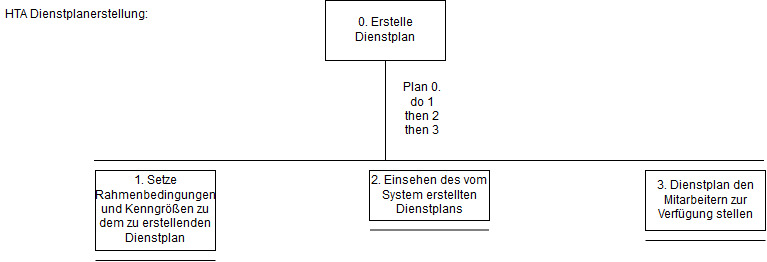 HTA Dienstplanerstellung:
0. Erstelle
Dienstplan
Plan 0.
do 1
then 2
then 3
1. Setze
Rahmenbedingungen
und Kenngrößen zu
dem zu erstellenden
Dienstplan
2. Einsehen des vom
System erstellten
Dienstplans
3. Dienstplan den
Mitarbeitern zur
Verfügung stellen